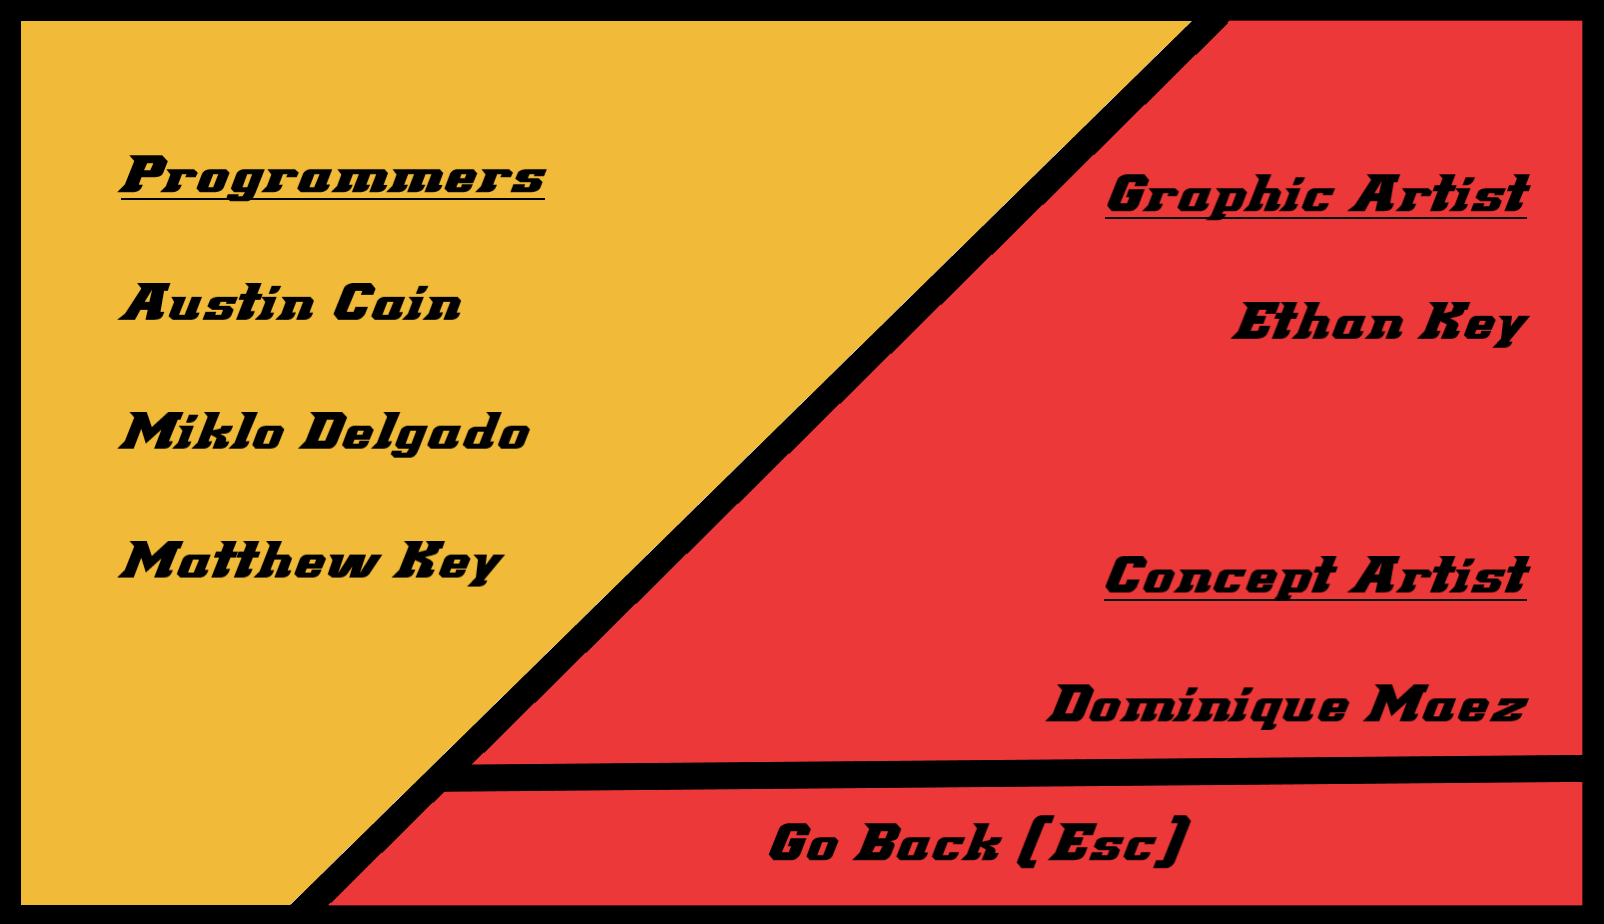 Programmers
Austin Cain
Miklo Delgado
Matthew Key
Graphic Artist
Ethan Key
Concept Artist
Dominique Maez
Go Back (Esc)